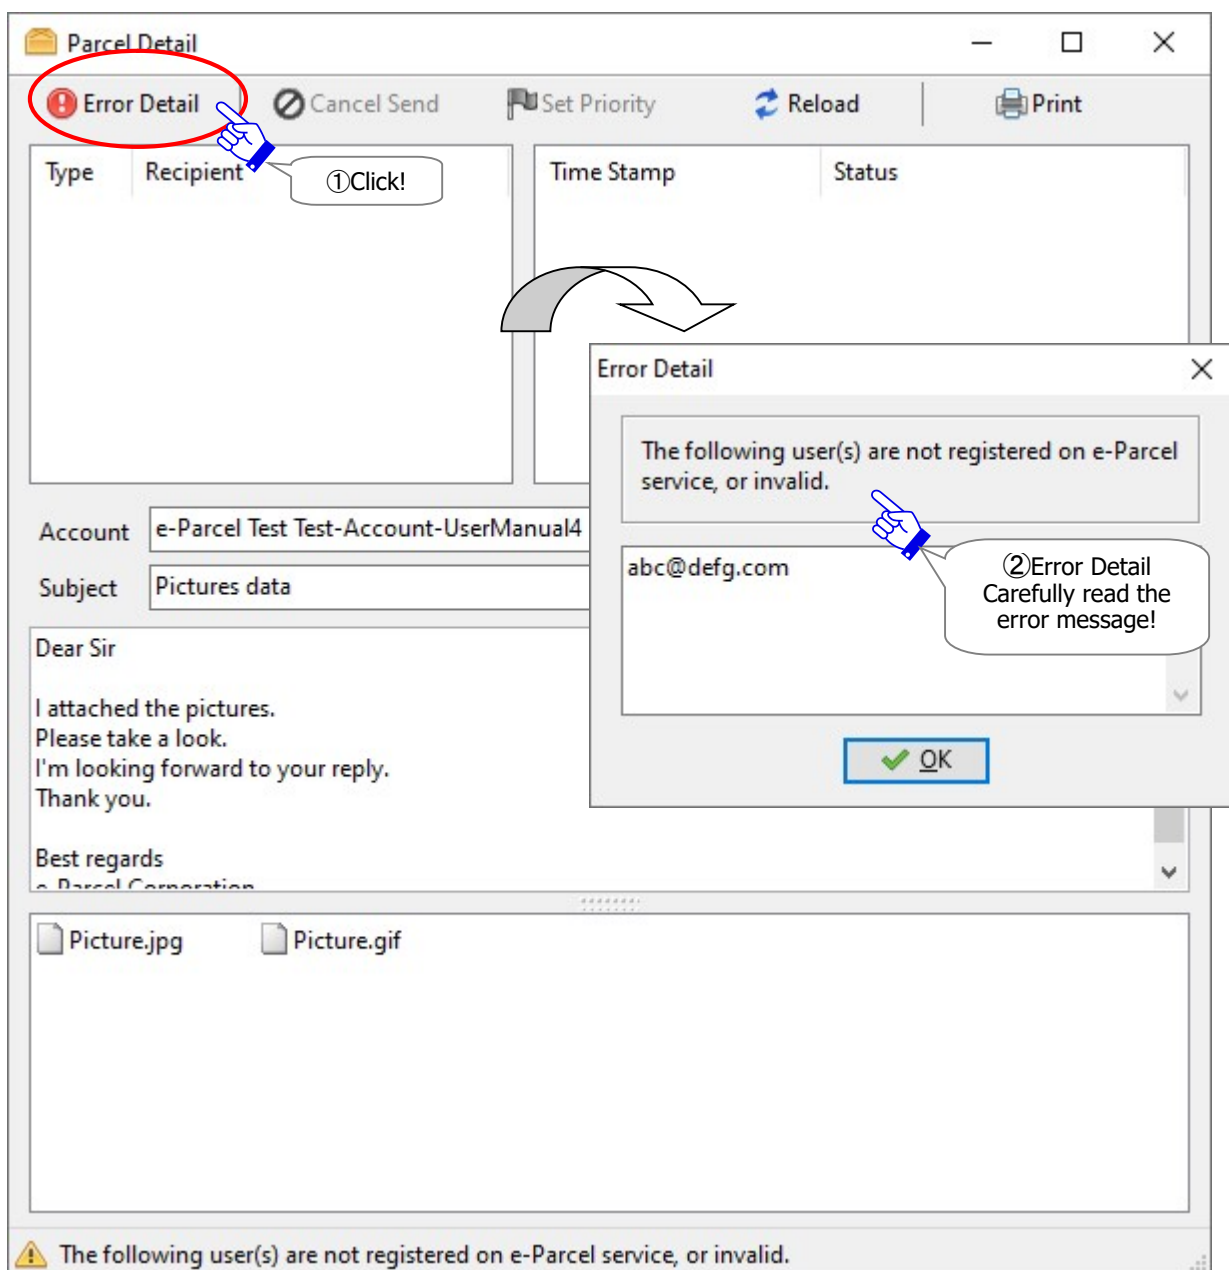 Parcel Detail
Error Detail
Cancel Send
Set Priority
Reload
Print
Type
Recipient
①Click!
Time Stamp
Status
Error Detail
The following user(s) are not registered on e-Parcel
service, or invalid.
abc@defg.com
②Error Detail
Carefully read the
error message!
OK
Account
e-Parcel Test Test-Account-UserManual4
Subject
Pictures data
Dear Sir
I attached the pictures.
Please take a look.
I'm looking forward to your reply.
Thank you.
Best regards
e-Parcel Corporation
Picture.jpg
Picture.gif
The following user(s) are not registered on e-Parcel service, or invalid.